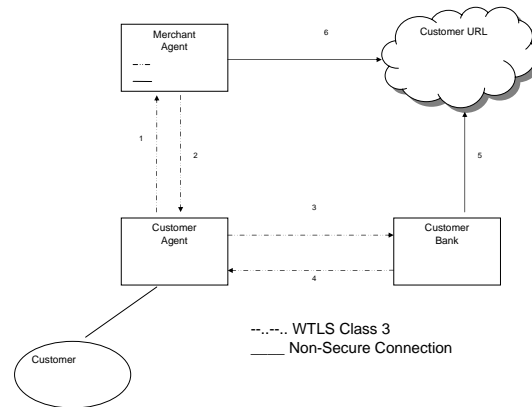 Merchant
Agent
6
Customer URL
1
2
5
Customer
Agent
3
Customer
Bank
4
Customer
--..--.. WTLS Class 3
____ Non-Secure Connection